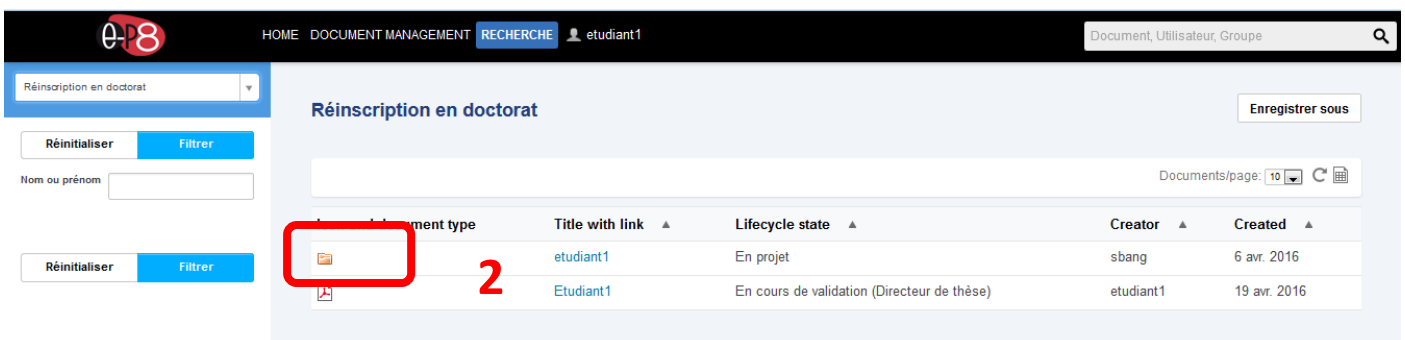 e-P8 HOME DOCUMENT MANAGEMENT RECHERCHE etudiant1 Document, Utilisateur, Groupe
Réinscription en doctorat
Réinscription en doctorat Enregistrer sous
Réinitialiser Filtrer
Nom ou prénom
Documents/page: 10
type Title with link Lifecycle state Creator Created
etudiant1 En projet sbang 6 avr. 2016
2
Réinitialiser Filtrer
Etudiant1 En cours de validation (Directeur de thèse) etudiant1 19 avr. 2016